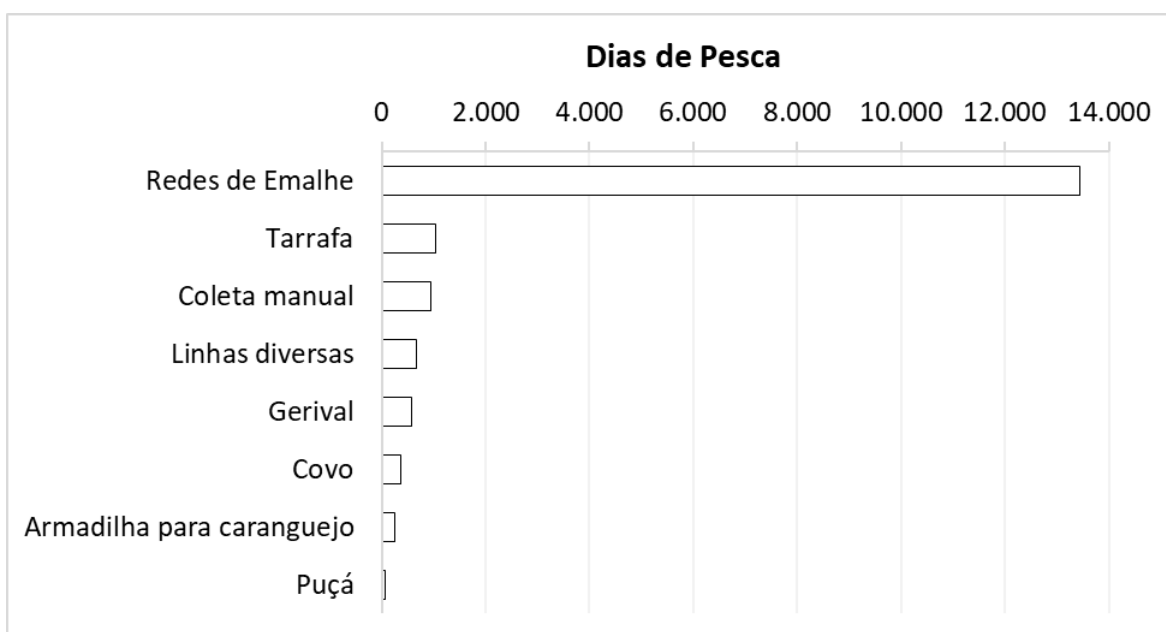 Dias de Pesca
0 2.000 4.000 6.000 8.000 10.000 12.000 14.000
Redes de Emalhe
Tarrafa
Coleta manual
Linhas diversas
Gerival
Covo
Armadilha para caranguejo
Puçá